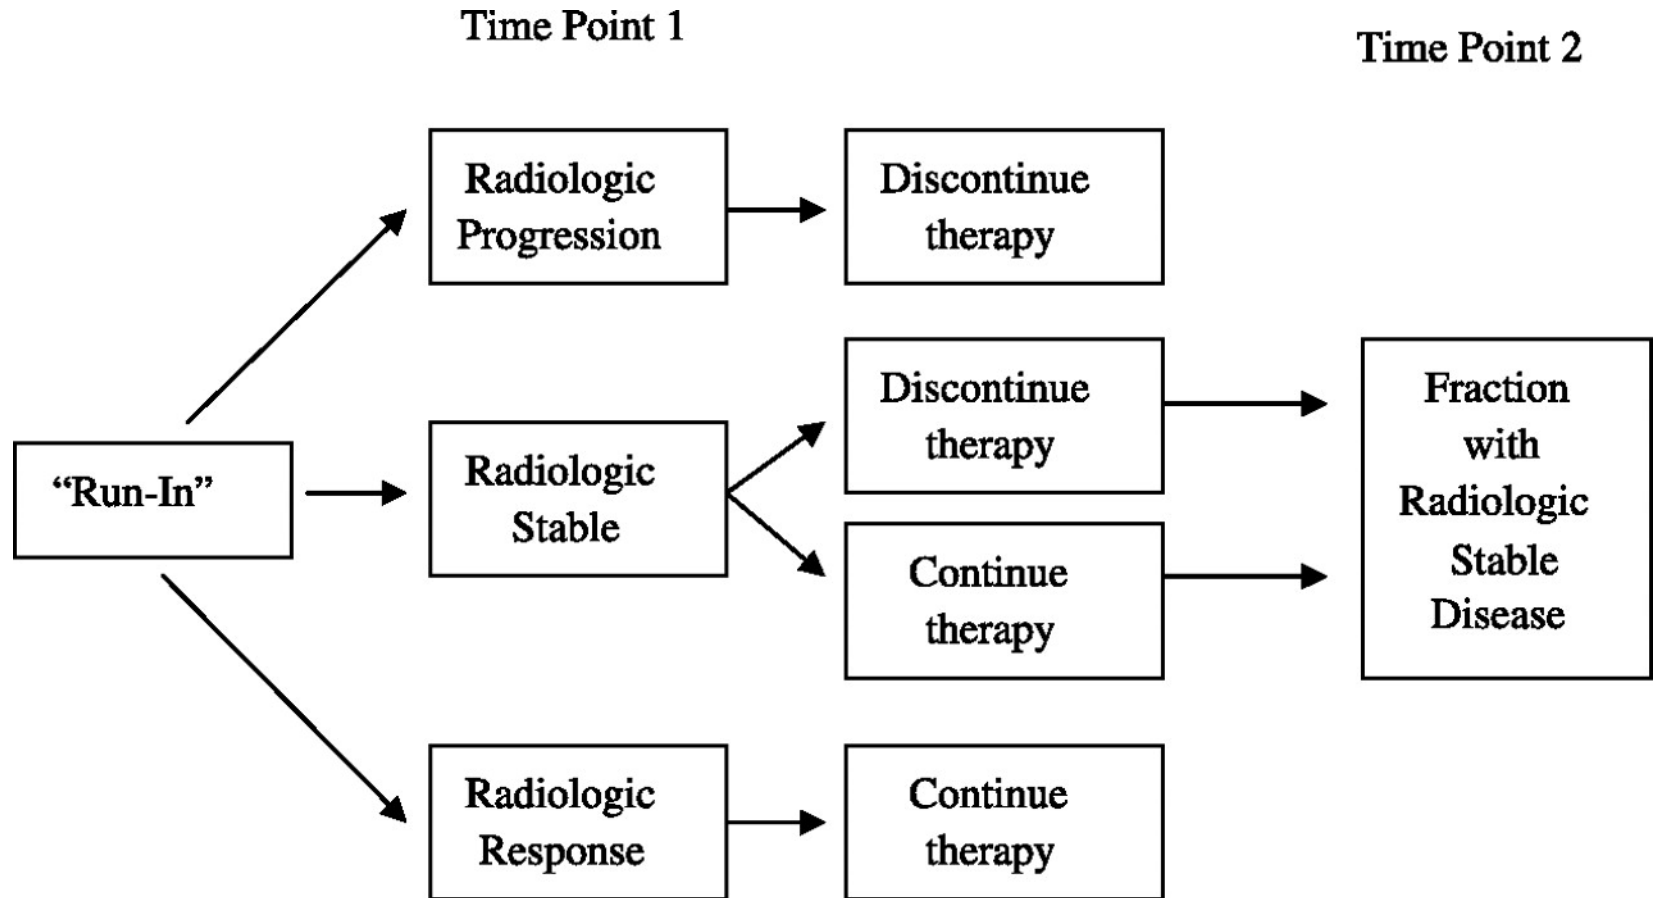 Time Point 1
Time Point 2
Radiologic
Progression
Discontinue
therapy
“Run-In”
Radiologic
Stable
Discontinue
therapy
Continue
therapy
Fraction
with
Radiologic
Stable
Disease
Radiologic
Response
Continue
therapy